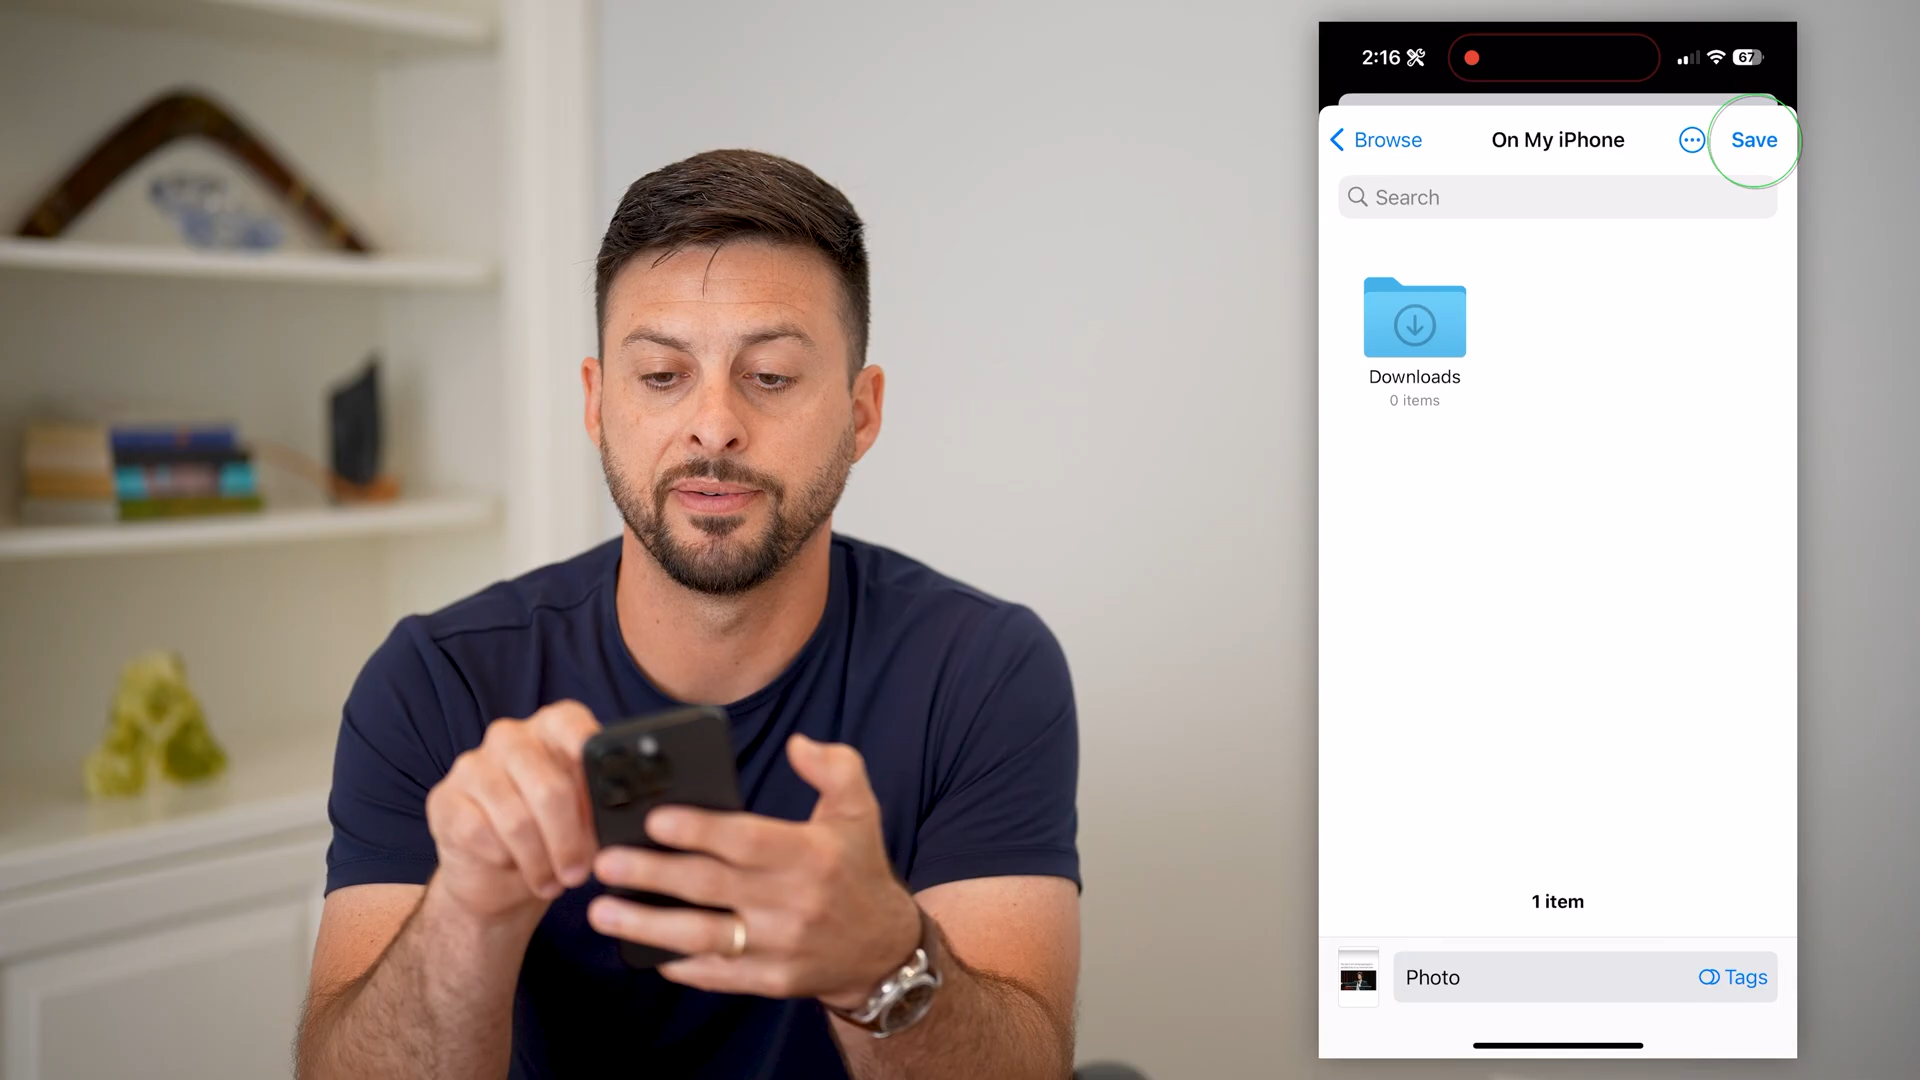 2:16
67
Browse
On My iPhone
Save
Search
Downloads
0 items
1 item
Photo
Tags